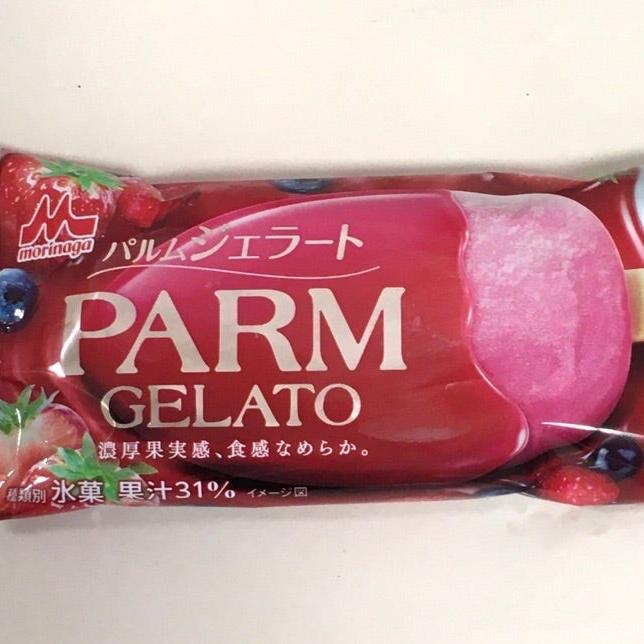 morinaga
パルムジェラート
PARM
GELATO
濃厚果実感、食感なめらか。
種類別 氷菓 果汁31% イメージ図